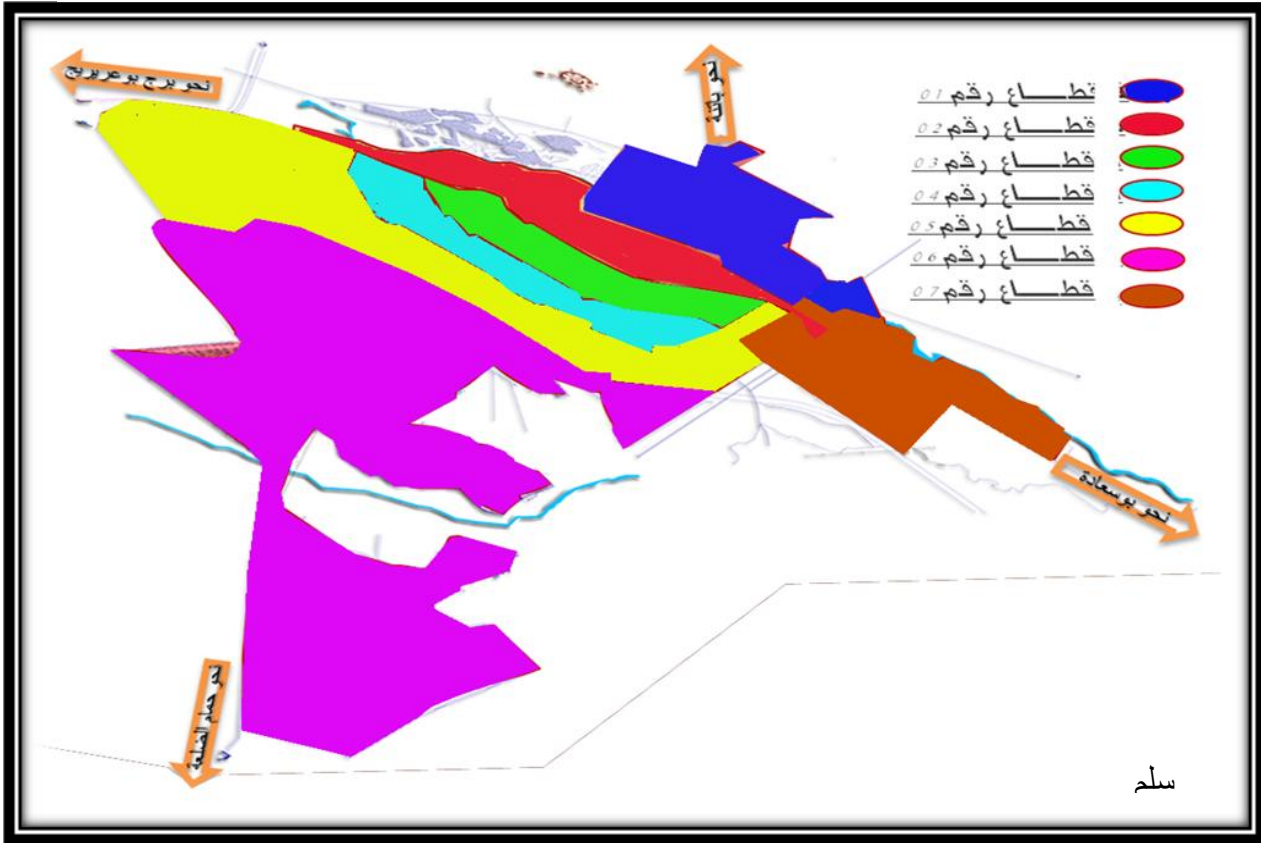 نحو برج بوعريريج
نحو باتنة
قطـــــاع رقم 01
قطـــــاع رقم 02
قطـــــاع رقم 03
قطـــــاع رقم 04
قطـــــاع رقم 05
قطـــــاع رقم 06
قطـــــاع رقم 07
نحو بوسعادة
نحو حمام الضلعة
سلم